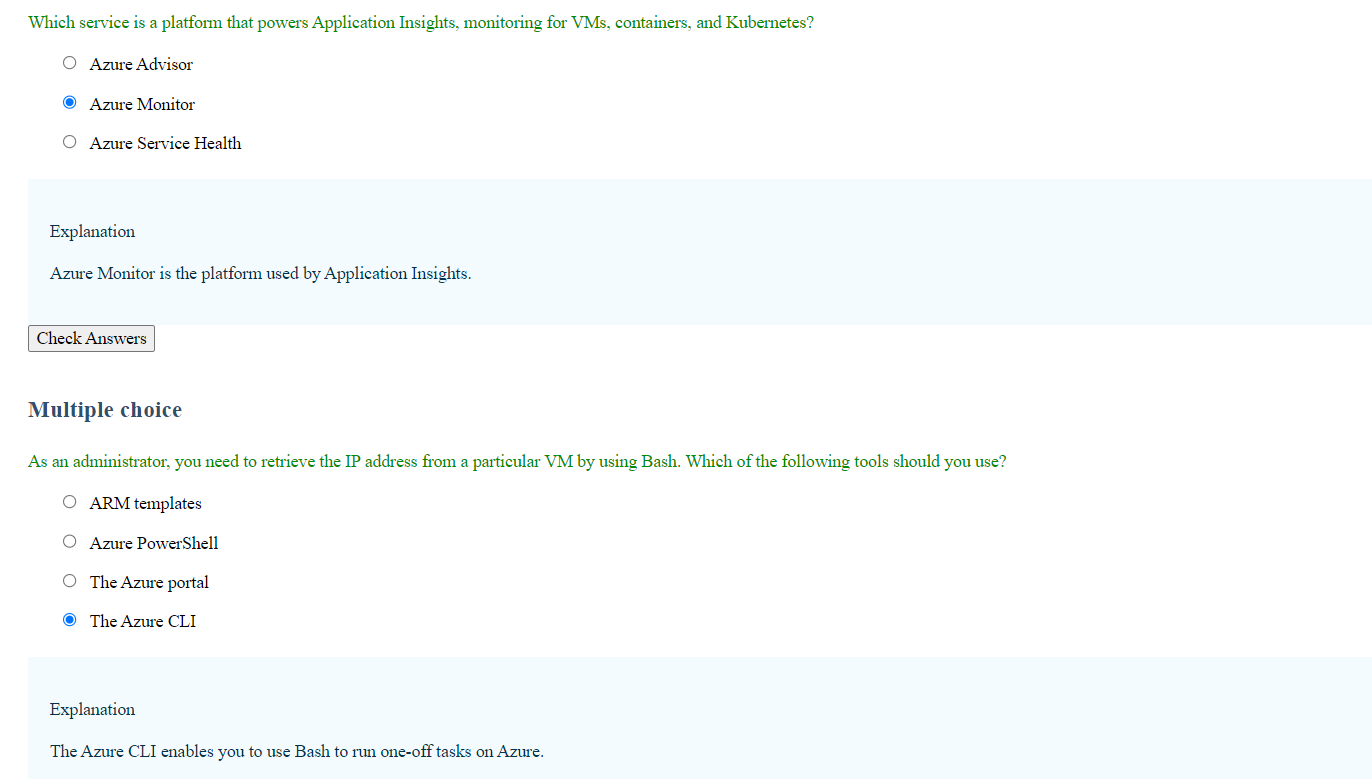 Which service is a platform that powers Application Insights, monitoring for VMs, containers, and Kubernetes?
Azure Advisor
Azure Monitor
Azure Service Health
Explanation
Azure Monitor is the platform used by Application Insights.
Check Answers
Multiple choice
As an administrator, you need to retrieve the IP address from a particular VM by using Bash. Which of the following tools should you use?
ARM templates
Azure PowerShell
The Azure portal
The Azure CLI
Explanation
The Azure CLI enables you to use Bash to run one-off tasks on Azure.